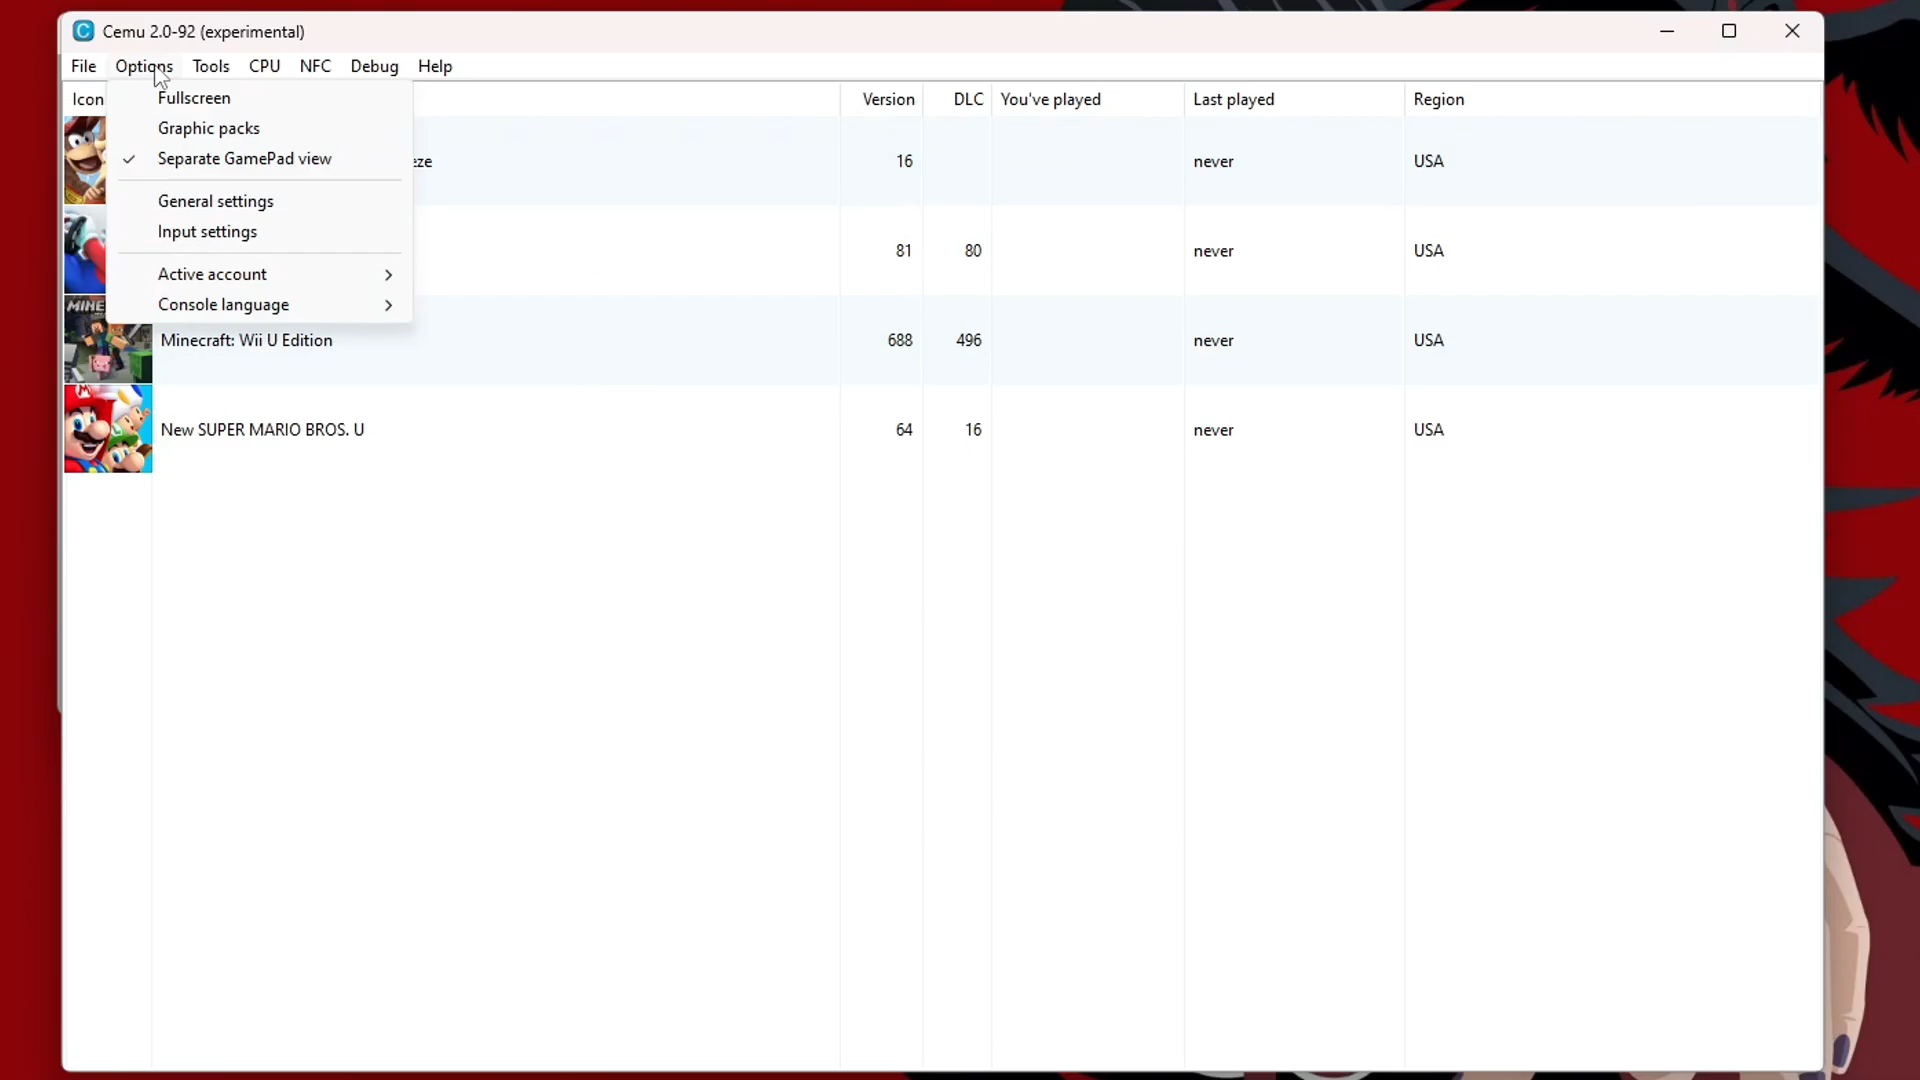 Cemu 2.0-92 (experimental)
File Options Tools CPU NFC Debug Help
Icon Version DLC You've played Last played Region
Fullscreen
Graphic packs
Separate GamePad view
eze 16 never USA
General settings
Input settings
81 80 never USA
Active account
Console language
MINE
Minecraft: Wii U Edition 688 496 never USA
New SUPER MARIO BROS. U 64 16 never USA